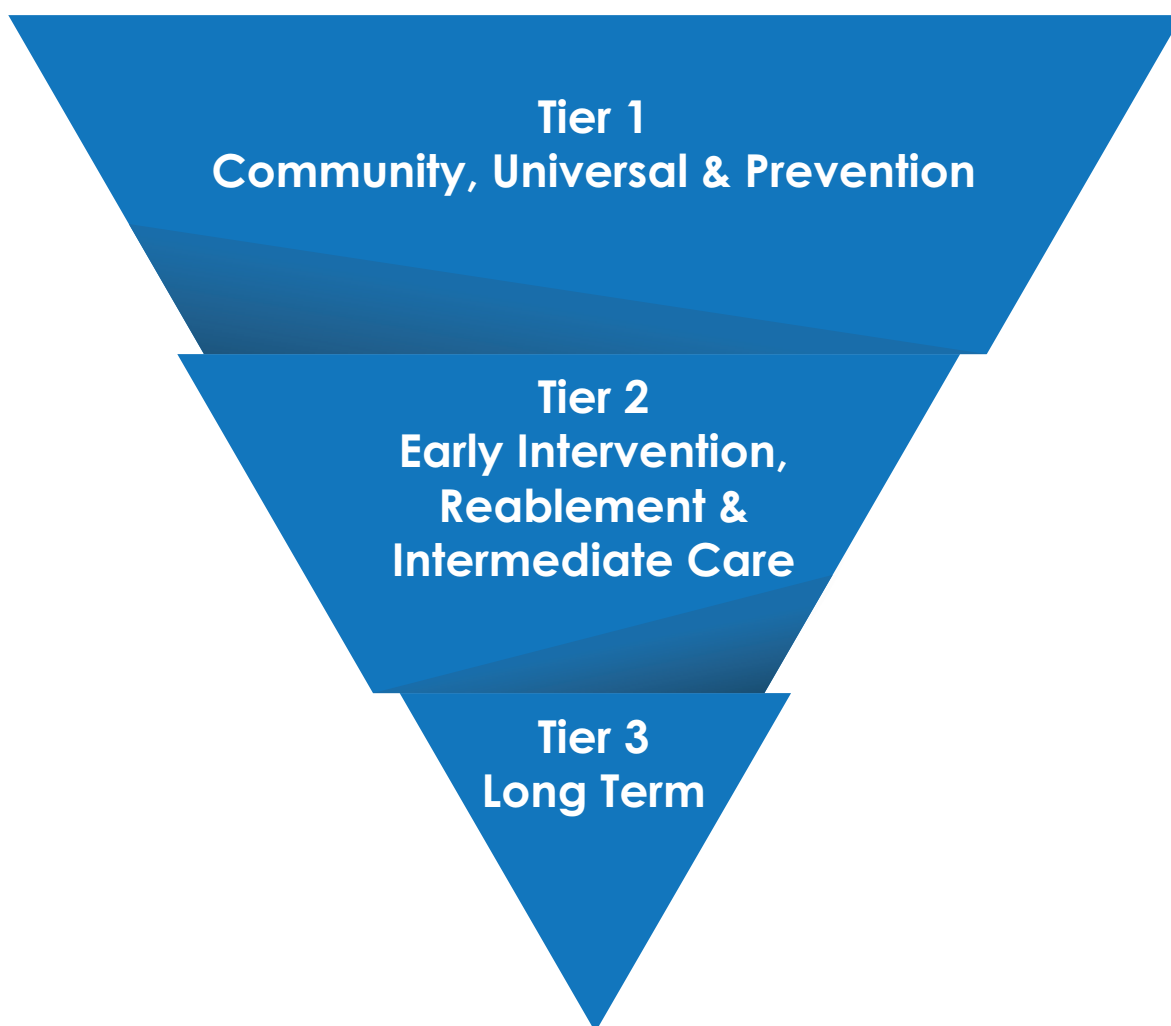 Tier 1
Community, Universal & Prevention
Tier 2
Early Intervention,
Reablement &
Intermediate Care
Tier 3
Long Term